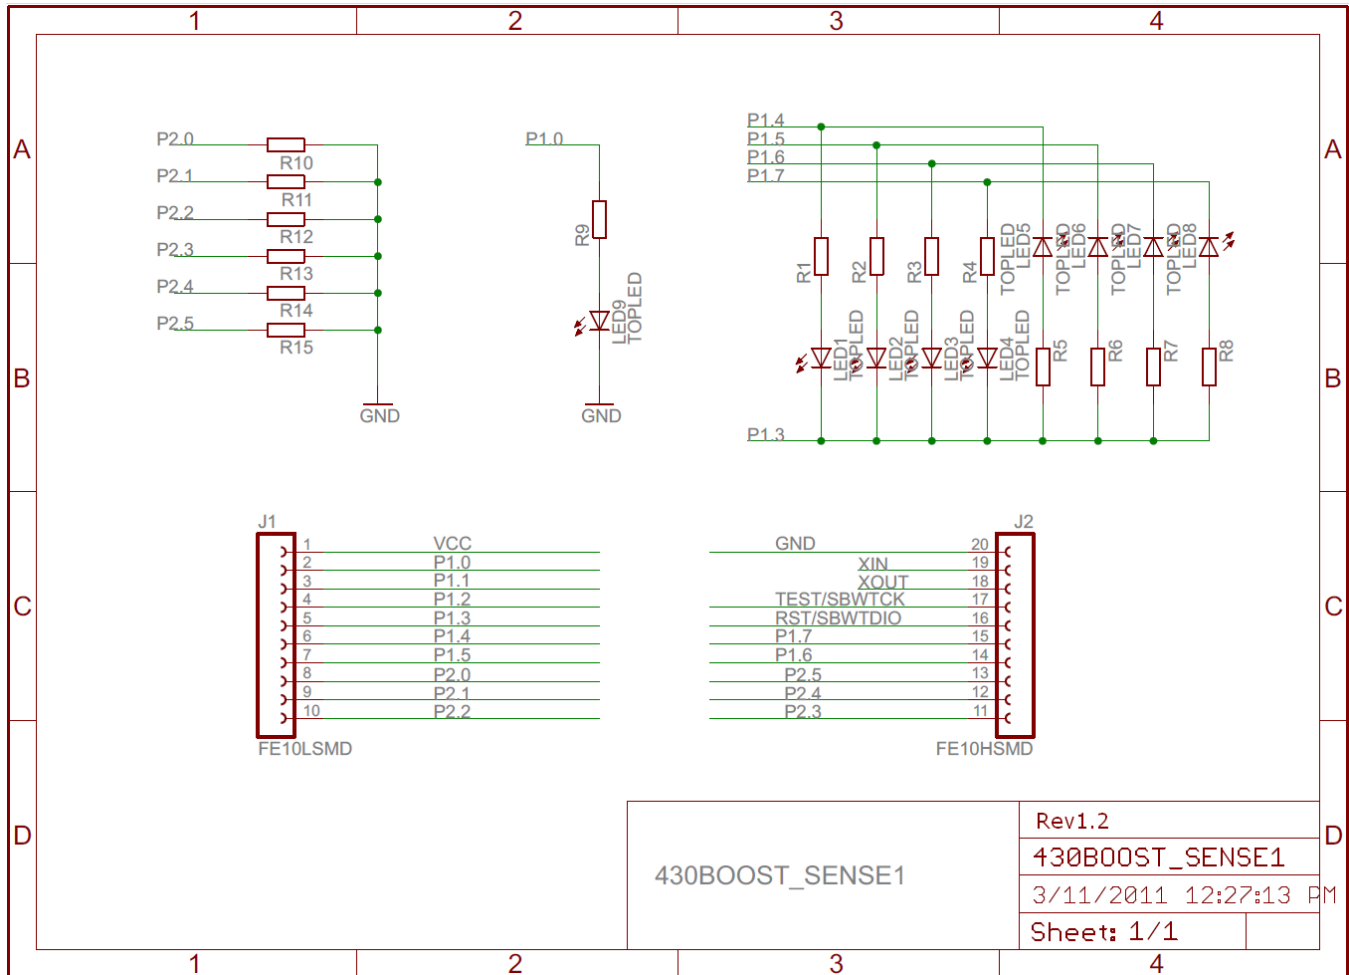 1 2 3 4
A A
B B
C C
D D
P2.0
R10
P2.1
R11
P2.2
R12
P2.3
R13
P2.4
R14
P2.5
R15
GND
P1.0
R9
LED9
TOPLED
GND
P1.4
P1.5
P1.6
P1.7
R1
R2
R3
R4
TOPLED
LED5
TOPLED
LED6
TOPLED
LED7
TOPLED
LED8
LED1
TOPLED
LED2
TOPLED
LED3
TOPLED
LED4
TOPLED
R5
R6
R7
R8
P1.3
J1
1 VCC
2 P1.0
3 P1.1
4 P1.2
5 P1.3
6 P1.4
7 P1.5
8 P2.0
9 P2.1
10 P2.2
FE10LSMD
J2
GND 20
XIN 19
XOUT 18
TEST/SBWTCK 17
RST/SBWTDIO 16
P1.7 15
P1.6 14
P2.5 13
P2.4 12
P2.3 11
FE10HSMD
430BOOST_SENSE1
Rev1.2
430BOOST_SENSE1
3/11/2011 12:27:13 PM
Sheet: 1/1
1 2 3 4